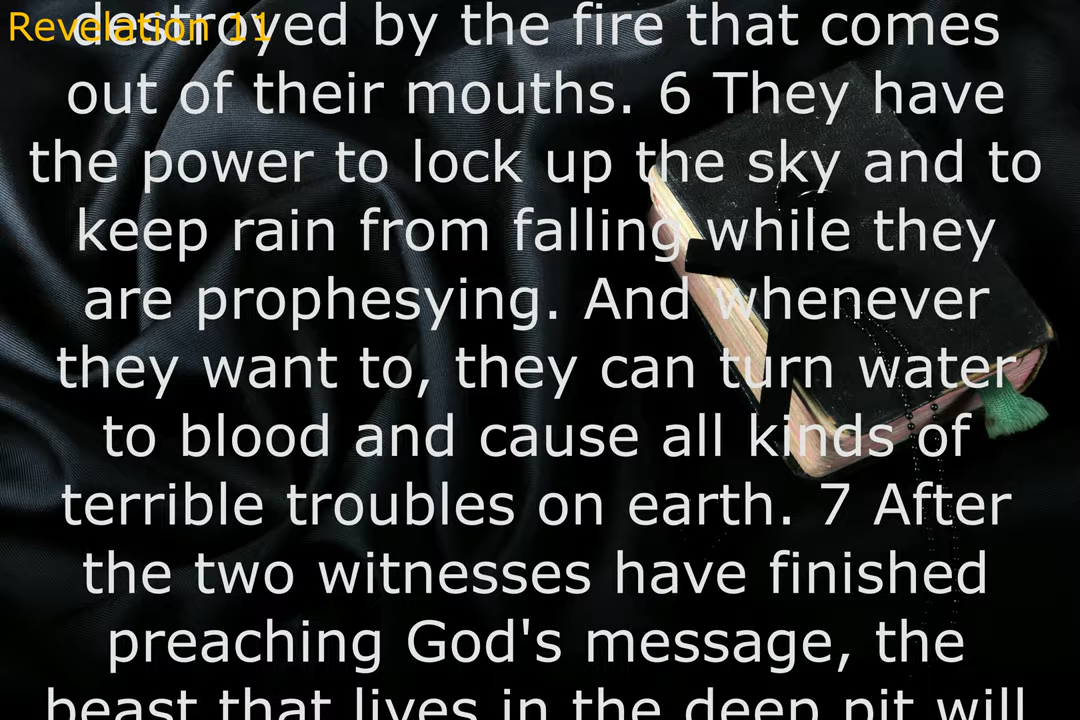 Revelation 11
destroyed by the fire that comes
out of their mouths. 6 They have
the power to lock up the sky and to
keep rain from falling while they
are prophesying. And whenever
they want to, they can turn water
to blood and cause all kinds of
terrible troubles on earth. 7 After
the two witnesses have finished
preaching God's message, the
beast that lives in the deep pit will